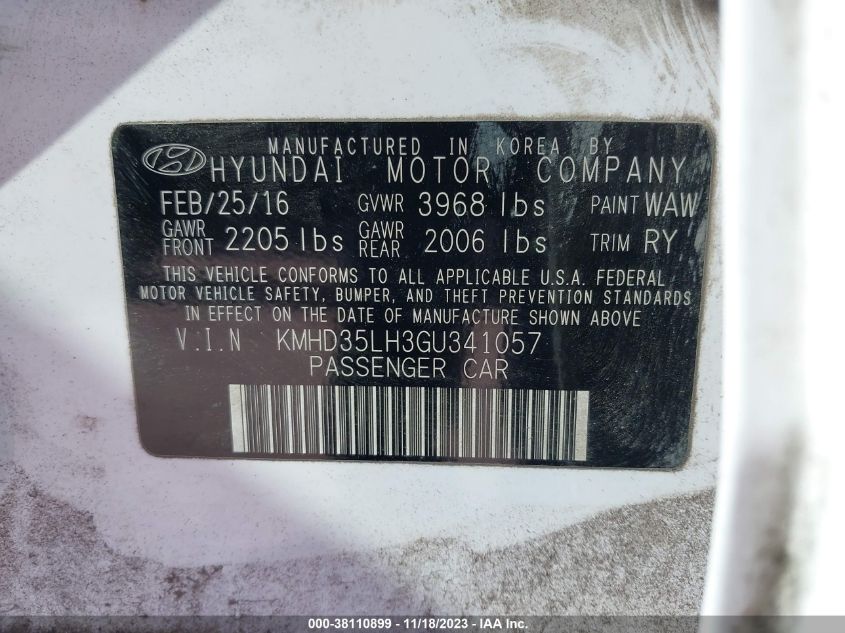 MANUFACTURED IN KOREA BY
HYUNDAI MOTOR COMPANY
FEB/25/16 GVWR 3968 lbs PAINT WAW
GAWR FRONT 2205 lbs GAWR REAR 2006 lbs TRIM RY
THIS VEHICLE CONFORMS TO ALL APPLICABLE U.S.A. FEDERAL
MOTOR VEHICLE SAFETY, BUMPER, AND THEFT PREVENTION STANDARDS
IN EFFECT ON THE DATE OF MANUFACTURE SHOWN ABOVE
V.I.N KMHD35LH3GU341057
PASSENGER CAR
000-38110899 - 11/18/2023 - IAA Inc.